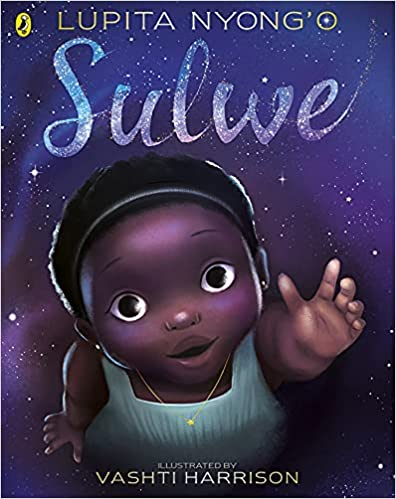 LUPITA NYONG'O
Sulwe
ILLUSTRATED BY
VASHTI HARRISON